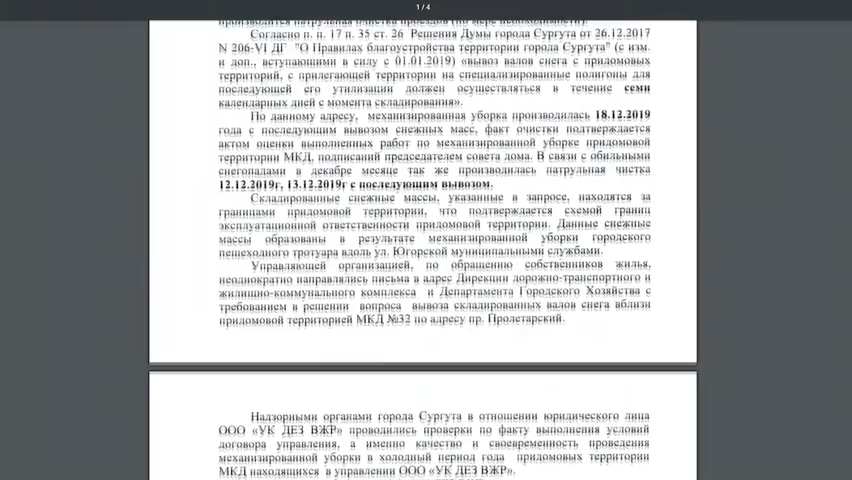 1 / 4
производится патрульная очистка проездов (по мере необходимости).
Согласно п. п. 17 п. 35 ст. 26 Решения Думы города Сургута от 26.12.2017
N 206-VI ДГ "О Правилах благоустройства территории города Сургута" (с изм.
и доп., вступающими в силу с 01.01.2019) «вывоз валов снега с придомовых
территорий, с прилегающей территории на специализированные полигоны для
последующей его утилизации должен осуществляться в течение семи
календарных дней с момента складирования».
По данному адресу, механизированная уборка производилась 18.12.2019
года с последующим вывозом снежных масс, факт очистки подтверждается
актом оценки выполненных работ по механизированной уборке придомовой
территории МКД, подписаний председателем совета дома. В связи с обильными
снегопадами в декабре месяце так же производилась патрульная чистка
12.12.2019г, 13.12.2019г с последующим вывозом.
Складированные снежные массы, указанные в запросе, находятся за
границами придомовой территории, что подтверждается схемой границ
эксплуатационной ответственности придомовой территории. Данные снежные
массы образованы в результате механизированной уборки городского
пешеходного тротуара вдоль ул. Югорской муниципальными службами.
Управляющей организацией, по обращению собственников жилья,
неоднократно направлялись письма в адрес Дирекции дорожно-транспортного и
жилищно-коммунального комплекса и Департамента Городского Хозяйства с
требованием в решении вопроса вывоза складированных валов снега вблизи
придомовой территорией МКД №32 по адресу пр. Пролетарский.
Надзорными органами города Сургута в отношении юридического лица
ООО «УК ДЕЗ ВЖР» проводились проверки по факту выполнения условий
договора управления, а именно качество и своевременность проведения
механизированной уборки в холодный период года придомовых территории
МКД находящихся в управлении ООО «УК ДЕЗ ВЖР».